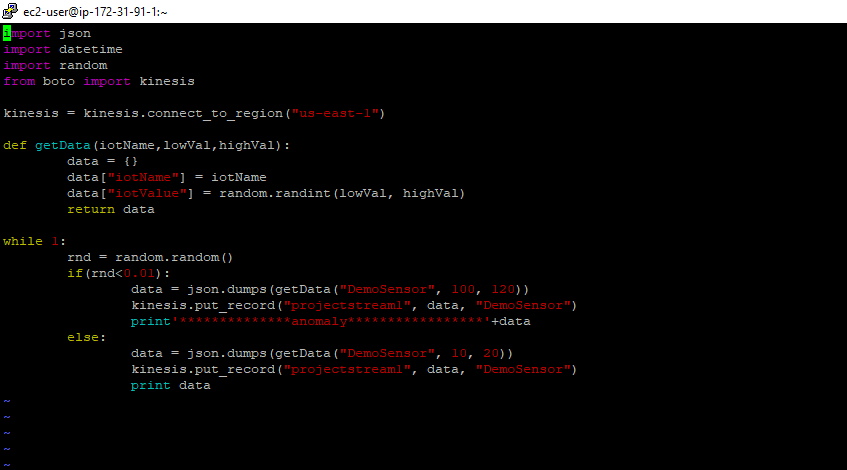 ec2-user@ip-172-31-91-1:~
import json
import datetime
import random
from boto import kinesis

kinesis = kinesis.connect_to_region("us-east-1")

def getData(iotName,lowVal,highVal):
        data = {}
        data["iotName"] = iotName
        data["iotValue"] = random.randint(lowVal, highVal)
        return data

while 1:
        rnd = random.random()
        if(rnd<0.01):
                data = json.dumps(getData("DemoSensor", 100, 120))
                kinesis.put_record("projectstream1", data, "DemoSensor")
                print'**************anomaly*****************'+data
        else:
                data = json.dumps(getData("DemoSensor", 10, 20))
                kinesis.put_record("projectstream1", data, "DemoSensor")
                print data
~
~
~
~
~